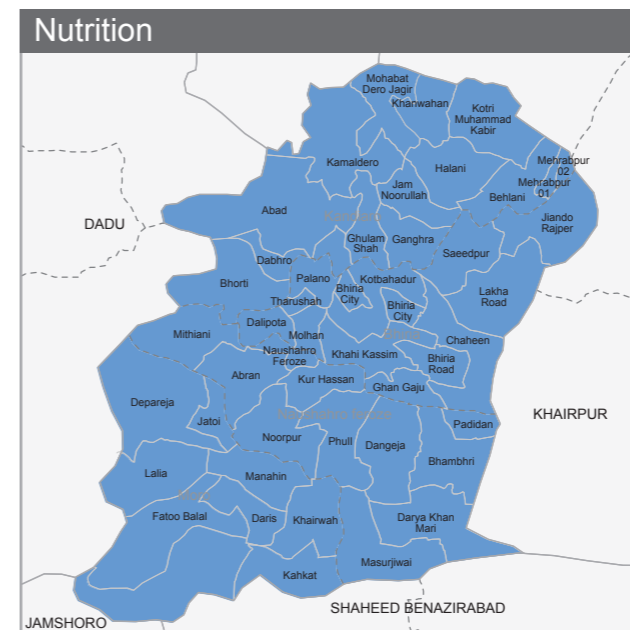 Nutrition
Mohabat
Dero Jagir
Khanwahan
Kotri
Muhammad
Kabir
Kamaldero
Halani
Mehrabpur
02
Mehrabpur
01
Jam
Noorullah
Behlani
Abad
Jiando
Rajper
DADU
Ghulam
Shah
Ganghra
Saeedpur
Dabhro
Bhorti
Palano
Kotbahadur
Bhina
City
Lakha
Road
Tharushah
Bhiria
City
Dalipota
Mithiani
Molhan
Chaheen
Naushahro
Feroze
Khahi Kassim
Bhiria
Road
Abran
Kur Hassan
Ghan Gaju
Depareja
KHAIRPUR
Jatoi
Padidan
Noorpur
Phull
Dangeja
Bhambhri
Lalia
Manahin
Fatoo Balal
Daris
Khairwah
Darya Khan
Mari
Masurjiwai
Kahkat
SHAHEED BENAZIRABAD
JAMSHORO